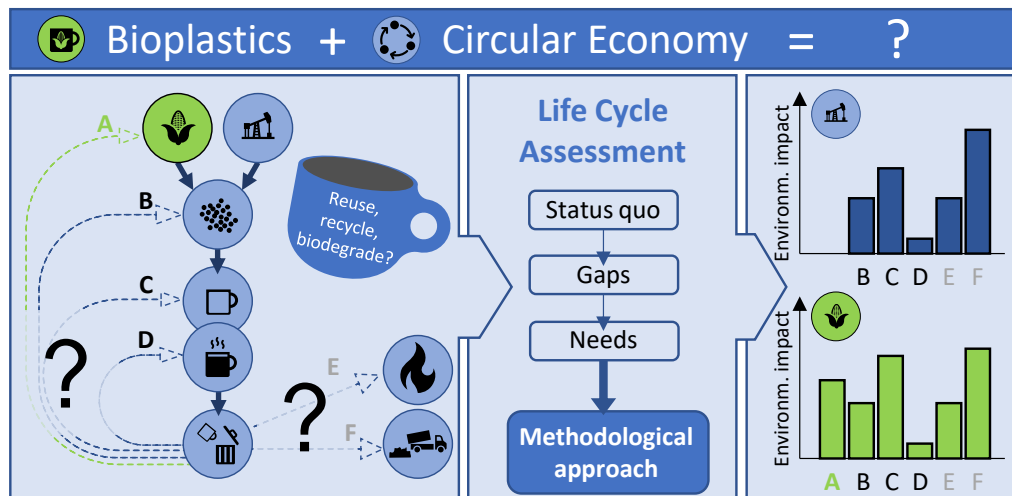 Bioplastics + Circular Economy = ?
A
B
C
D
E
F
?
?
Reuse,
recycle,
biodegrade?
Life Cycle
Assessment
Status quo
Gaps
Needs
Methodological
approach
Environm. impact
B C D E F
Environm. impact
A B C D E F